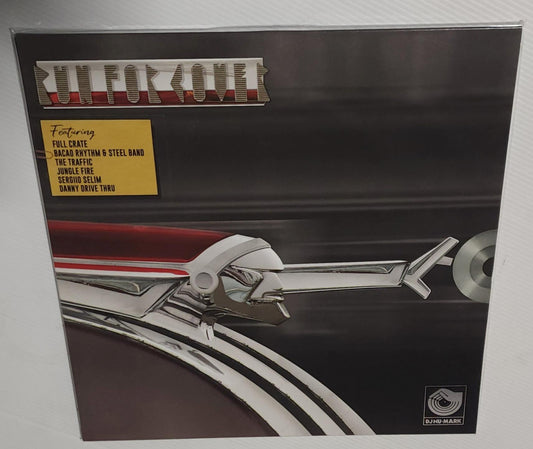 RUN FOR COVER
Featuring
FULL CRATE
BACAO RHYTHM & STEEL BAND
THE TRAFFIC
JUNGLE FIRE
SERGIIO SELIM
DANNY DRIVE THRU
DJ NU-MARK